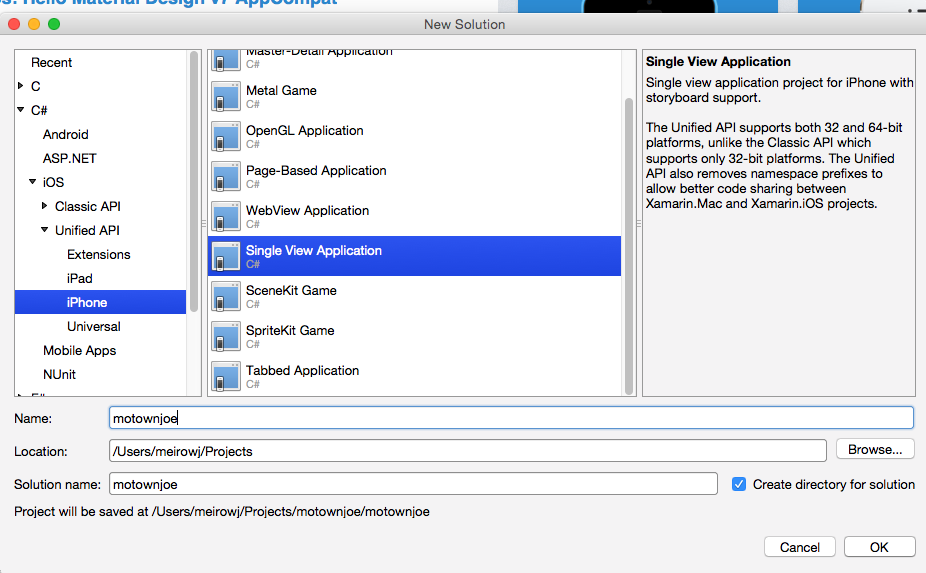 Hello Material Design v7 AppCompat
New Solution
Recent
C
C#
Android
ASP.NET
iOS
Classic API
Unified API
Extensions
iPad
iPhone
Universal
Mobile Apps
NUnit
Master-Detail Application
C#
Metal Game
C#
OpenGL Application
C#
Page-Based Application
C#
WebView Application
C#
Single View Application
C#
SceneKit Game
C#
SpriteKit Game
C#
Tabbed Application
C#
Single View Application
Single view application project for iPhone with
storyboard support.
The Unified API supports both 32 and 64-bit
platforms, unlike the Classic API which
supports only 32-bit platforms. The Unified
API also removes namespace prefixes to
allow better code sharing between
Xamarin.Mac and Xamarin.iOS projects.
Name:
motownjoe
Location:
/Users/meirowj/Projects
Browse...
Solution name:
motownjoe
Create directory for solution
Project will be saved at /Users/meirowj/Projects/motownjoe/motownjoe
Cancel
OK